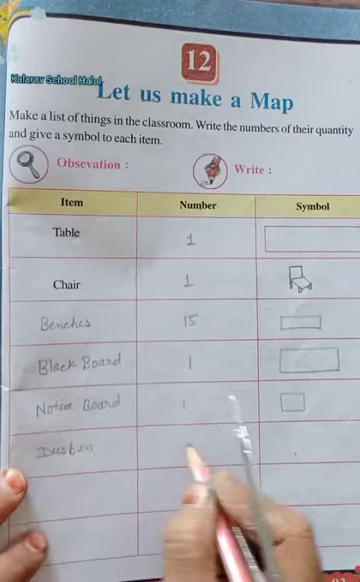 12
Kalarav School Halol
Let us make a Map
Make a list of things in the classroom. Write the numbers of their quantity
and give a symbol to each item.
Obsevation :
Write :
Item Number Symbol
Table 1
Chair 1
Benches 15
Black Board 1
Notice Board 1